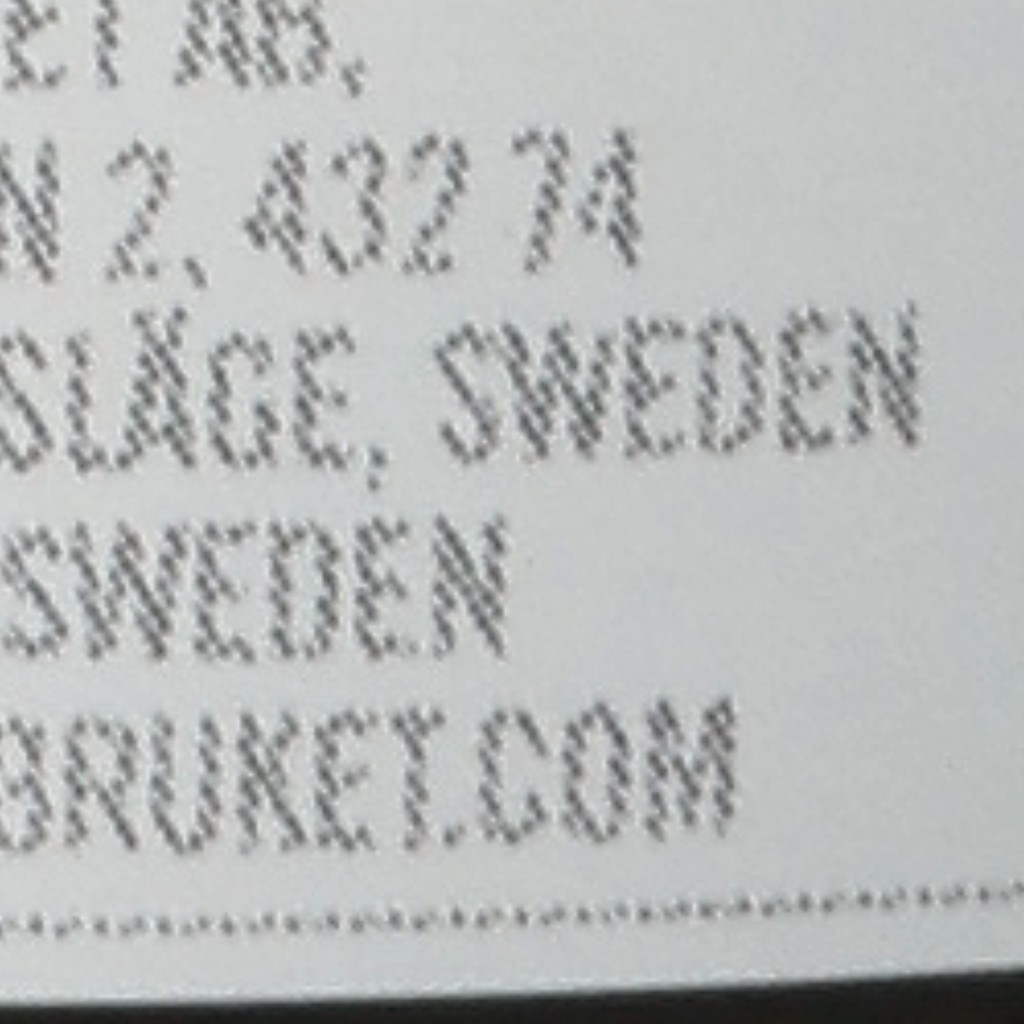 ET AB,
N 2, 432 74
SLÄGE, SWEDEN
SWEDEN
BRUKET.COM